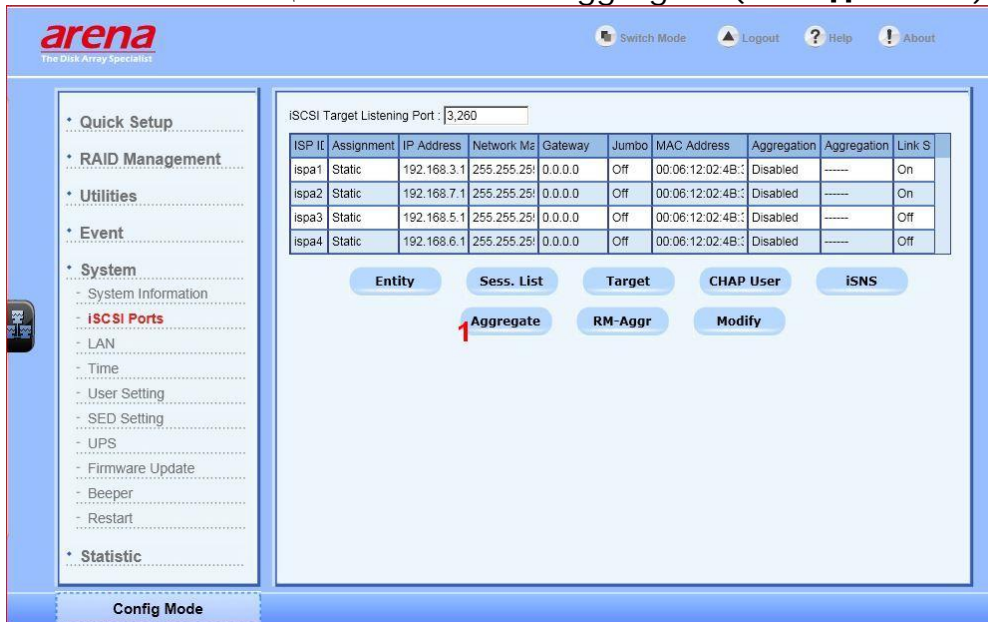 arena
The Disk Array Specialist
Switch Mode Logout ? Help ! About
• Quick Setup
• RAID Management
• Utilities
• Event
• System
- System Information
- iSCSI Ports
- LAN
- Time
- User Setting
- SED Setting
- UPS
- Firmware Update
- Beeper
- Restart
• Statistic
Config Mode
iSCSI Target Listening Port : 3,260
ISP ID Assignment IP Address Network Ma Gateway Jumbo MAC Address Aggregation Aggregation Link S
ispa1 Static 192.168.3.1 255.255.25 0.0.0.0 Off 00:06:12:02:4B: Disabled ------ On
ispa2 Static 192.168.7.1 255.255.25 0.0.0.0 Off 00:06:12:02:4B: Disabled ------ On
ispa3 Static 192.168.5.1 255.255.25 0.0.0.0 Off 00:06:12:02:4B: Disabled ------ Off
ispa4 Static 192.168.6.1 255.255.25 0.0.0.0 Off 00:06:12:02:4B: Disabled ------ Off
Entity Sess. List Target CHAP User iSNS
1 Aggregate RM-Aggr Modify